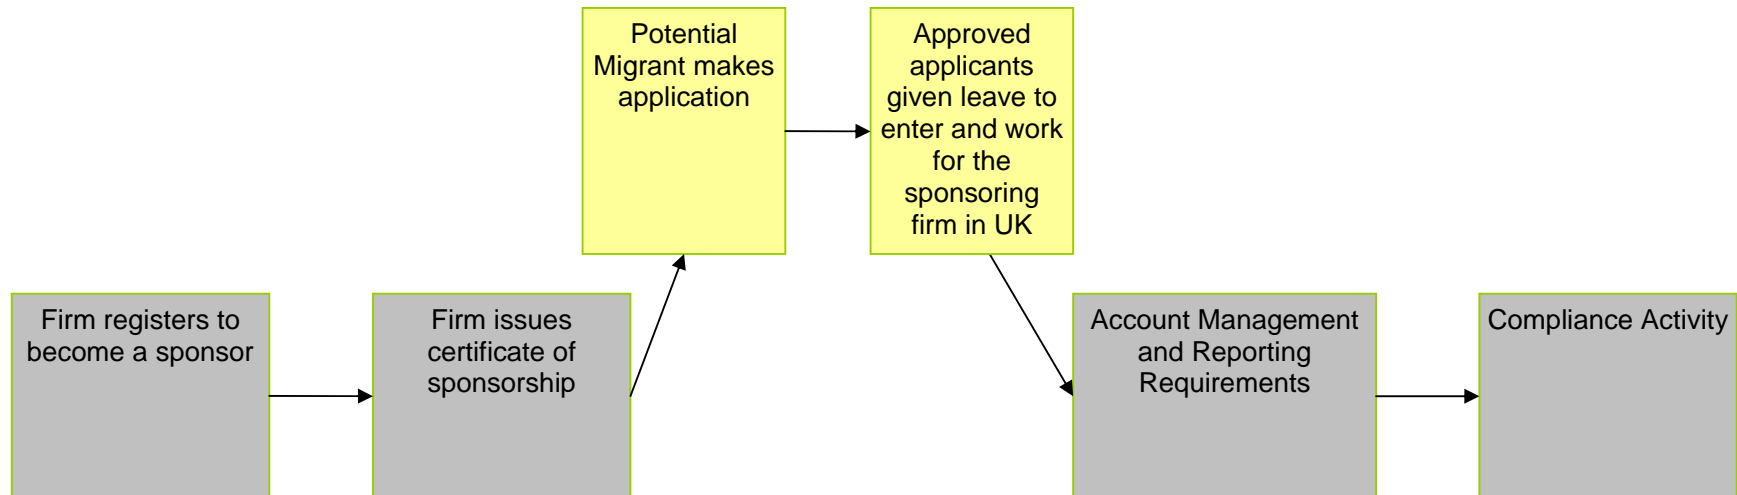 Firm registers to
become a sponsor
Firm issues
certificate of
sponsorship
Potential
Migrant makes
application
Approved
applicants
given leave to
enter and work
for the
sponsoring
firm in UK
Account Management
and Reporting
Requirements
Compliance Activity